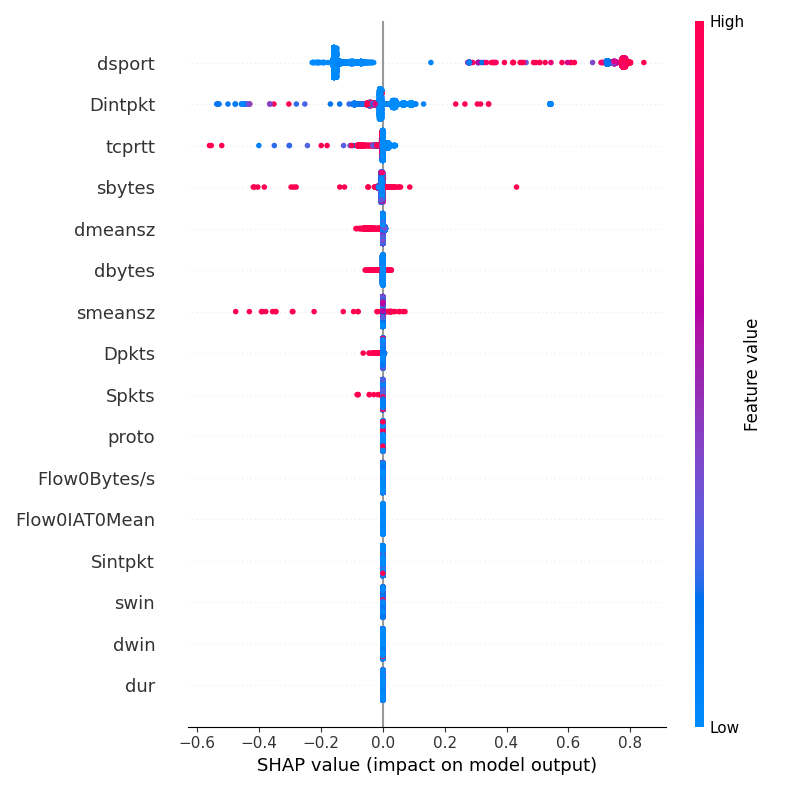 High
dsport
Dintpkt
tcprtt
sbytes
dmeansz
dbytes
smeansz
Dpkts
Spkts
proto
Flow0Bytes/s
Flow0IAT0Mean
Sintpkt
swin
dwin
dur
Feature value
Low
−0.6 −0.4 −0.2 0.0 0.2 0.4 0.6 0.8
SHAP value (impact on model output)